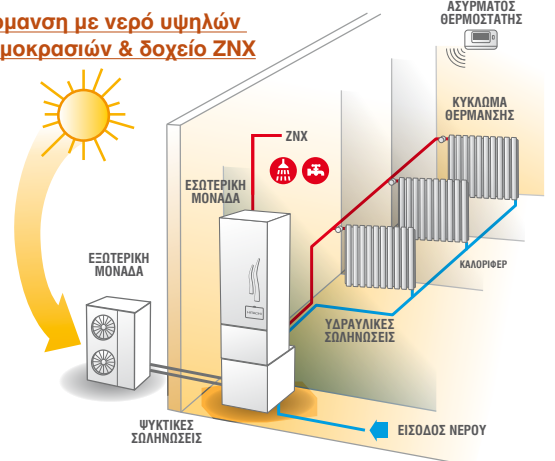 ρμανση με νερό υψηλών
μοκρασιών & δοχείο ΖΝΧ
ΑΣΥΡΜΑΤΟΣ
ΘΕΡΜΟΣΤΑΤΗΣ
ΚΥΚΛΩΜΑ
ΘΕΡΜΑΝΣΗΣ
ΖΝΧ
ΕΣΩΤΕΡΙΚΗ
ΜΟΝΑΔΑ
ΕΞΩΤΕΡΙΚΗ
ΜΟΝΑΔΑ
ΚΑΛΟΡΙΦΕΡ
HITACHI
ΥΔΡΑΥΛΙΚΕΣ
ΣΩΛΗΝΩΣΕΙΣ
ΨΥΚΤΙΚΕΣ
ΣΩΛΗΝΩΣΕΙΣ
ΕΙΣΟΔΟΣ ΝΕΡΟΥ